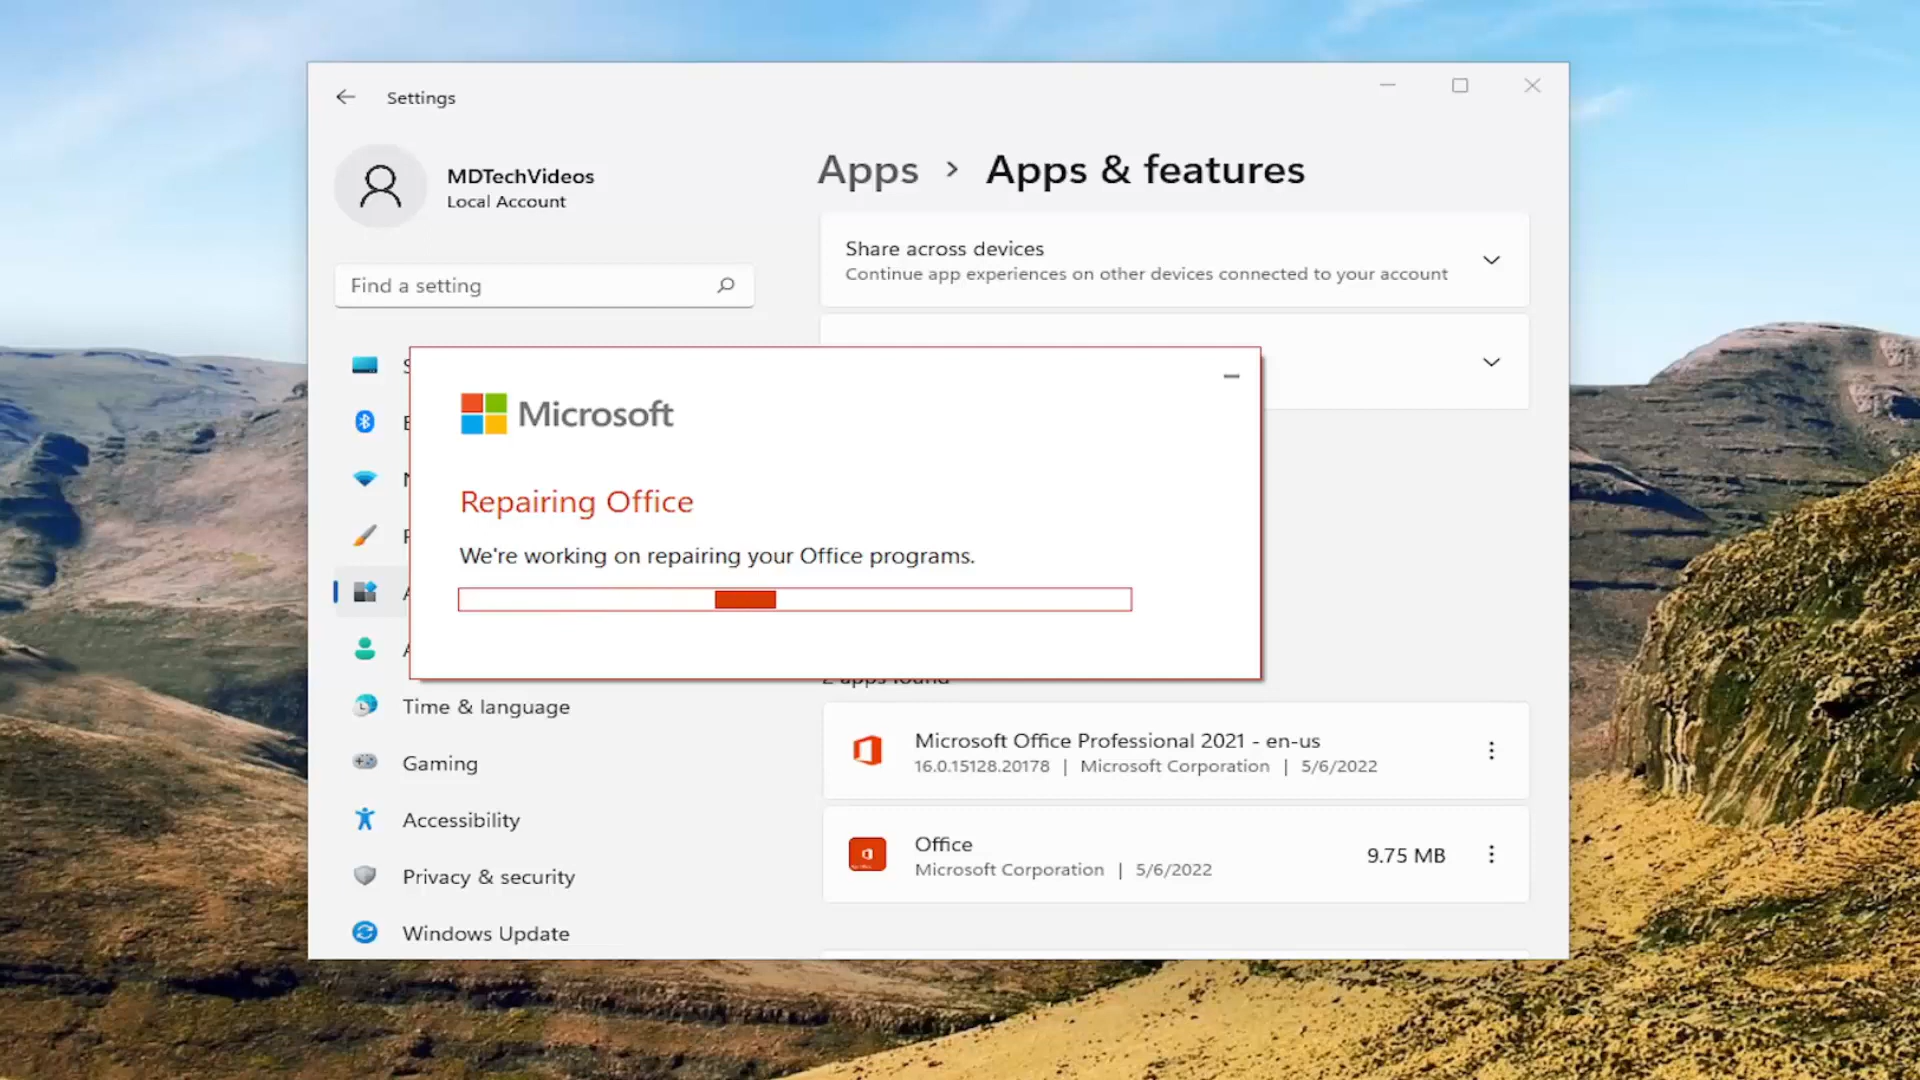 Settings
MDTechVideos
Local Account
Find a setting
Apps > Apps & features
Share across devices
Continue app experiences on other devices connected to your account
Microsoft
Repairing Office
We're working on repairing your Office programs.
2 apps found
Time & language
Gaming
Accessibility
Privacy & security
Windows Update
Microsoft Office Professional 2021 - en-us
16.0.15128.20178 | Microsoft Corporation | 5/6/2022
Office
Microsoft Corporation | 5/6/2022
9.75 MB